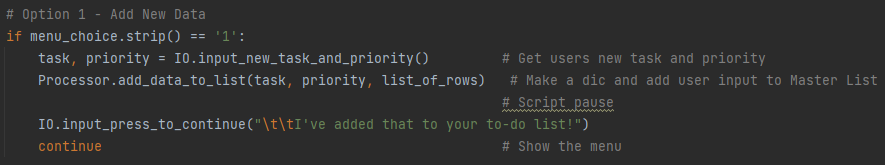 # Option 1 - Add New Data
if menu_choice.strip() == '1':
    task, priority = IO.input_new_task_and_priority()         # Get users new task and priority
    Processor.add_data_to_list(task, priority, list_of_rows)   # Make a dic and add user input to Master List
                                                              # Script pause
    IO.input_press_to_continue("\t\tI've added that to your to-do list!")
    continue                                                  # Show the menu